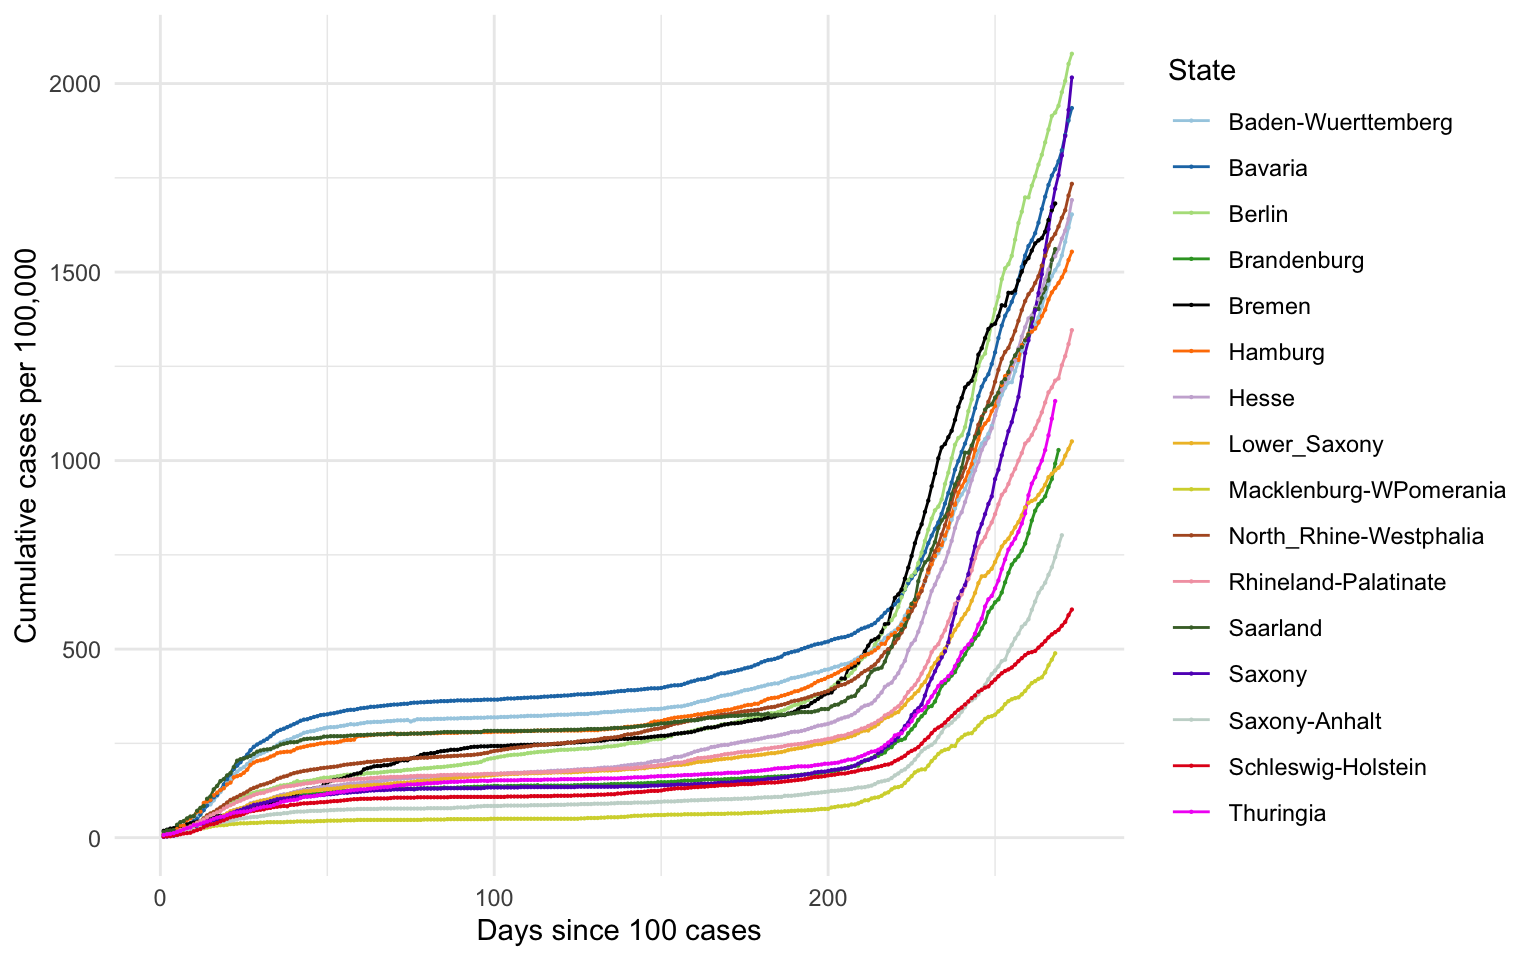 Cumulative cases per 100,000
2000
1500
1000
500
0
0 100 200
Days since 100 cases
State
Baden-Wuerttemberg
Bavaria
Berlin
Brandenburg
Bremen
Hamburg
Hesse
Lower_Saxony
Macklenburg-WPomerania
North_Rhine-Westphalia
Rhineland-Palatinate
Saarland
Saxony
Saxony-Anhalt
Schleswig-Holstein
Thuringia